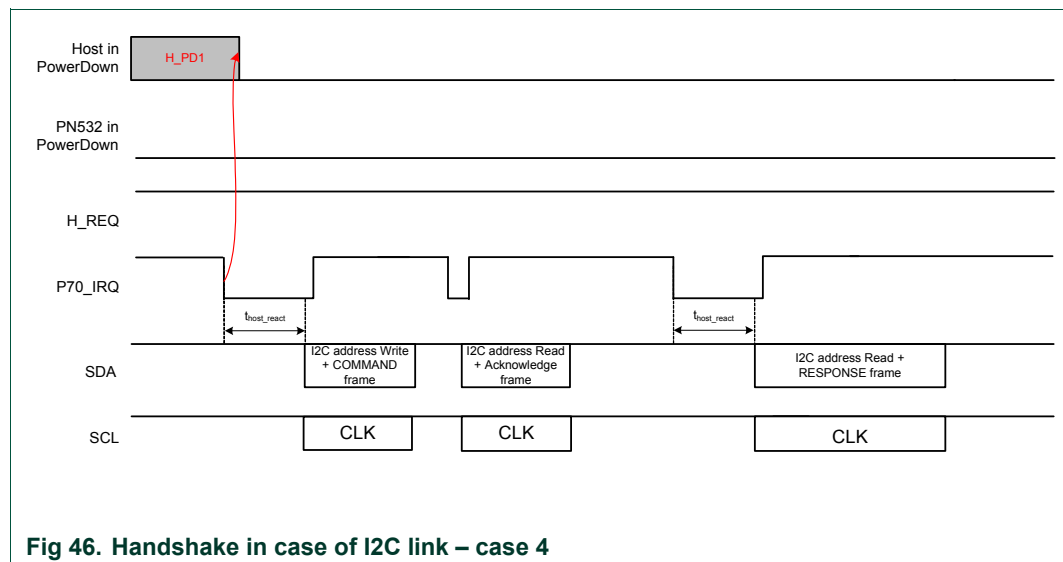 Host in
PowerDown
H_PD1
PN532 in
PowerDown
H_REQ
P70_IRQ
thost_react
thost_react
SDA
I2C address Write
+ COMMAND
frame
I2C address Read
+ Acknowledge
frame
I2C address Read +
RESPONSE frame
SCL
CLK
CLK
CLK
Fig 46. Handshake in case of I2C link – case 4